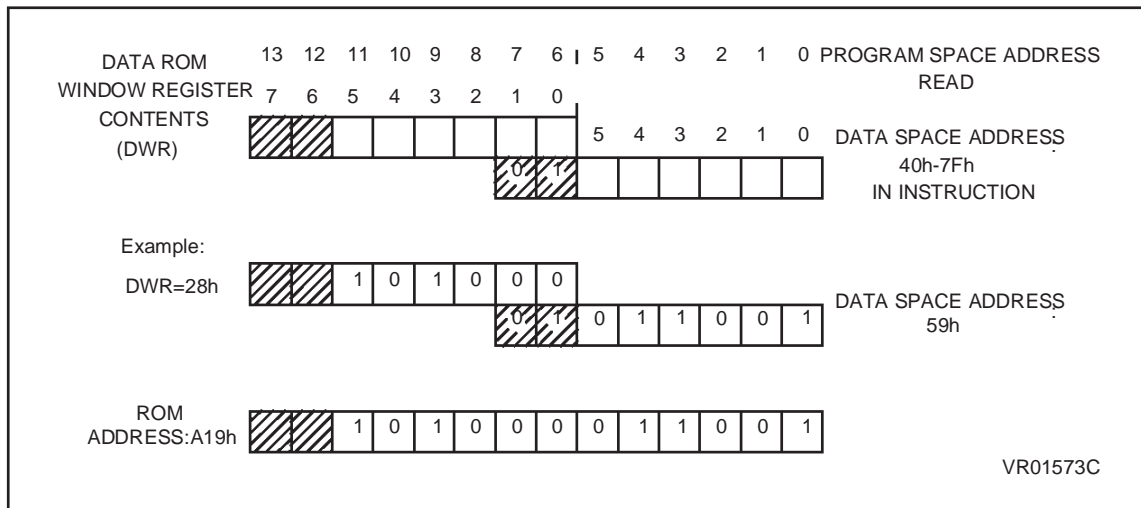 DATA ROM
WINDOW REGISTER
CONTENTS
(DWR)
13 12 11 10 9 8 7 6 5 4 3 2 1 0
PROGRAM SPACE ADDRESS
READ
7 6 5 4 3 2 1 0
5 4 3 2 1 0
DATA SPACE ADDRESS
:
40h-7Fh
IN INSTRUCTION
0 1
Example:
DWR=28h
1 0 1 0 0 0
0 1 0 1 1 0 0 1
DATA SPACE ADDRESS
:
59h
ROM
ADDRESS:A19h
1 0 1 0 0 0 0 1 1 0 0 1
VR01573C